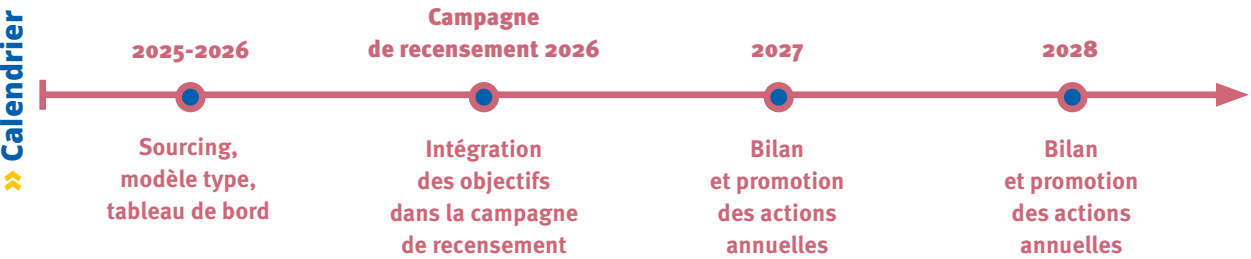 Calendrier
2025-2026
Sourcing,
modèle type,
tableau de bord
Campagne
de recensement 2026
Intégration
des objectifs
dans la campagne
de recensement
2027
Bilan
et promotion
des actions
annuelles
2028
Bilan
et promotion
des actions
annuelles